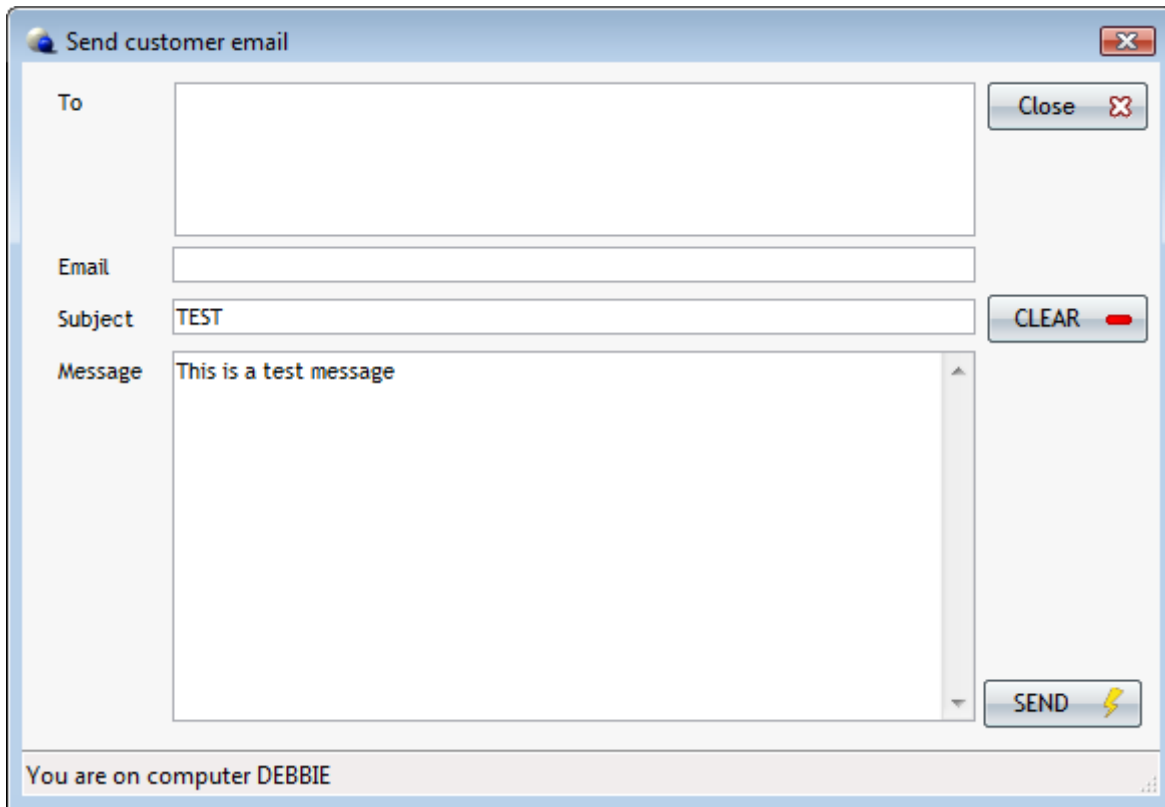 Send customer email
To
Close
Email
Subject TEST
CLEAR
Message This is a test message
SEND
You are on computer DEBBIE